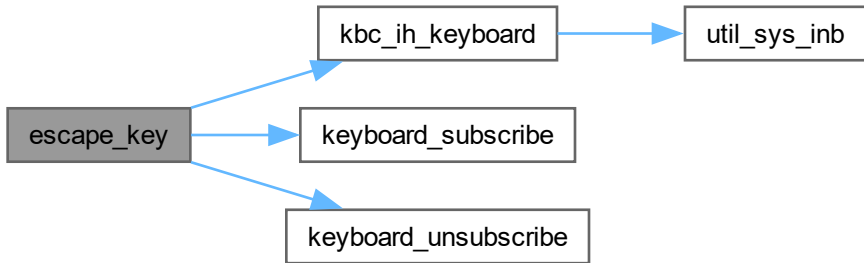 kbc_ih_keyboard
util_sys_inb
escape_key
keyboard_subscribe
keyboard_unsubscribe